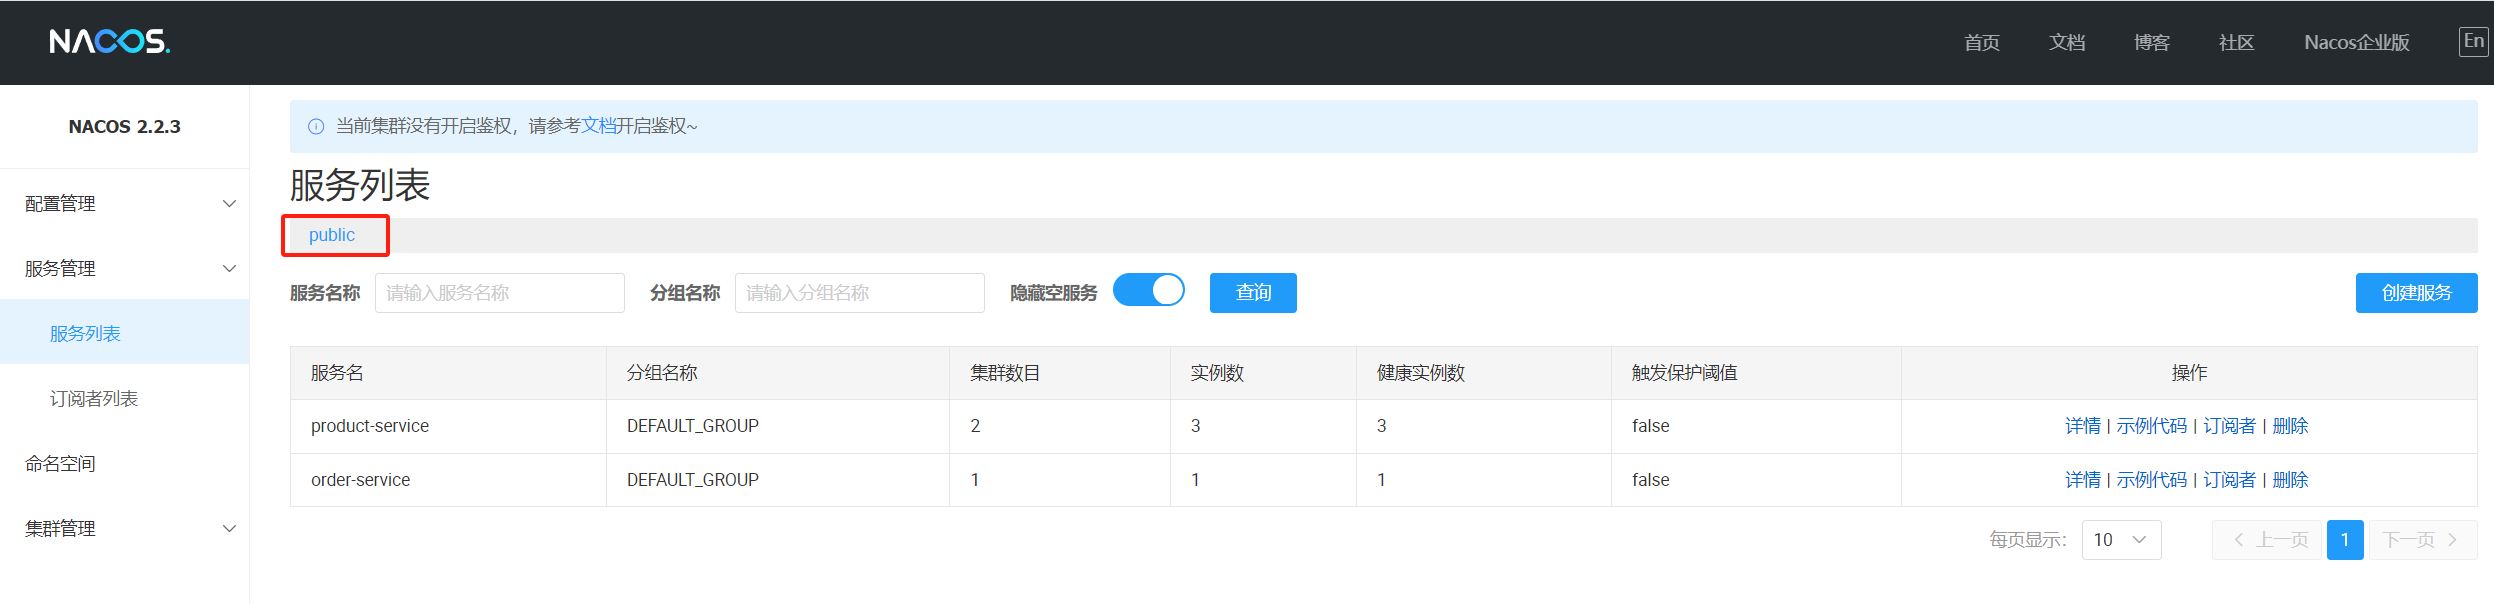 NACOS.
首页 文档 博客 社区 Nacos企业版 En
NACOS 2.2.3
配置管理
服务管理
服务列表
订阅者列表
命名空间
集群管理
当前集群没有开启鉴权，请参考文档开启鉴权~
服务列表
public
服务名称 请输入服务名称 分组名称 请输入分组名称 隐藏空服务 查询 创建服务
服务名 分组名称 集群数目 实例数 健康实例数 触发保护阈值 操作
product-service DEFAULT_GROUP 2 3 3 false 详情 | 示例代码 | 订阅者 | 删除
order-service DEFAULT_GROUP 1 1 1 false 详情 | 示例代码 | 订阅者 | 删除
每页显示: 10 上一页 1 下一页